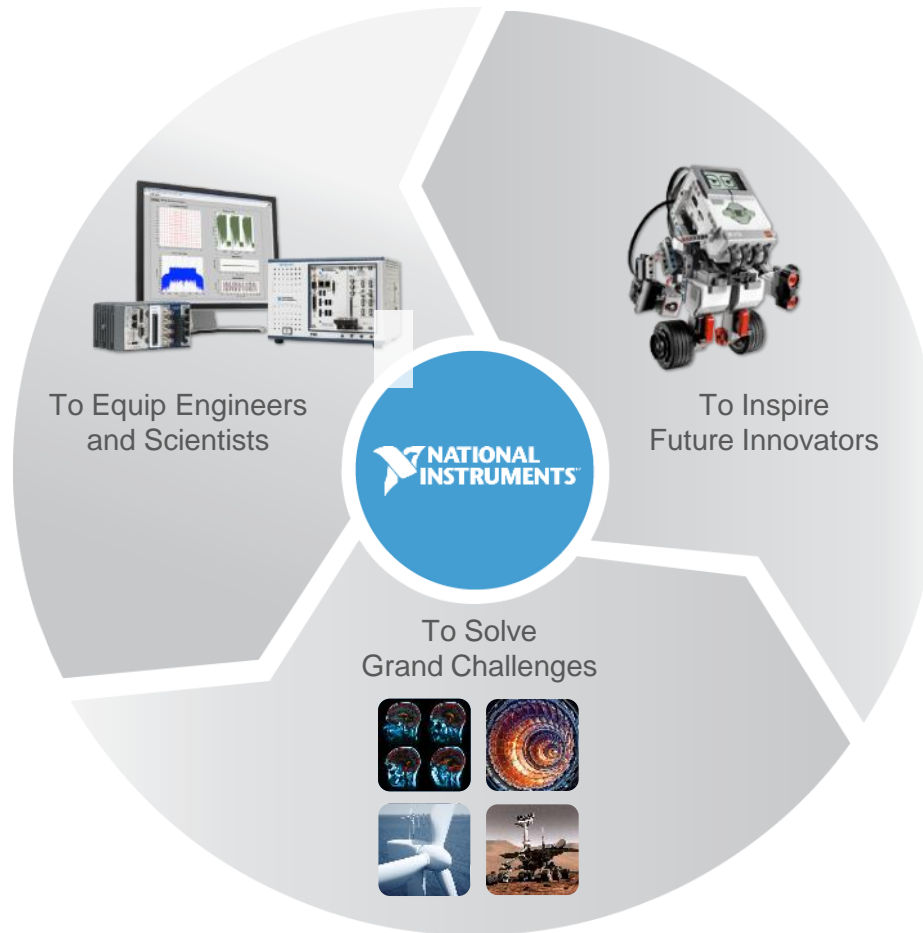 To Equip Engineers
and Scientists
To Inspire
Future Innovators
NATIONAL
INSTRUMENTS
To Solve
Grand Challenges